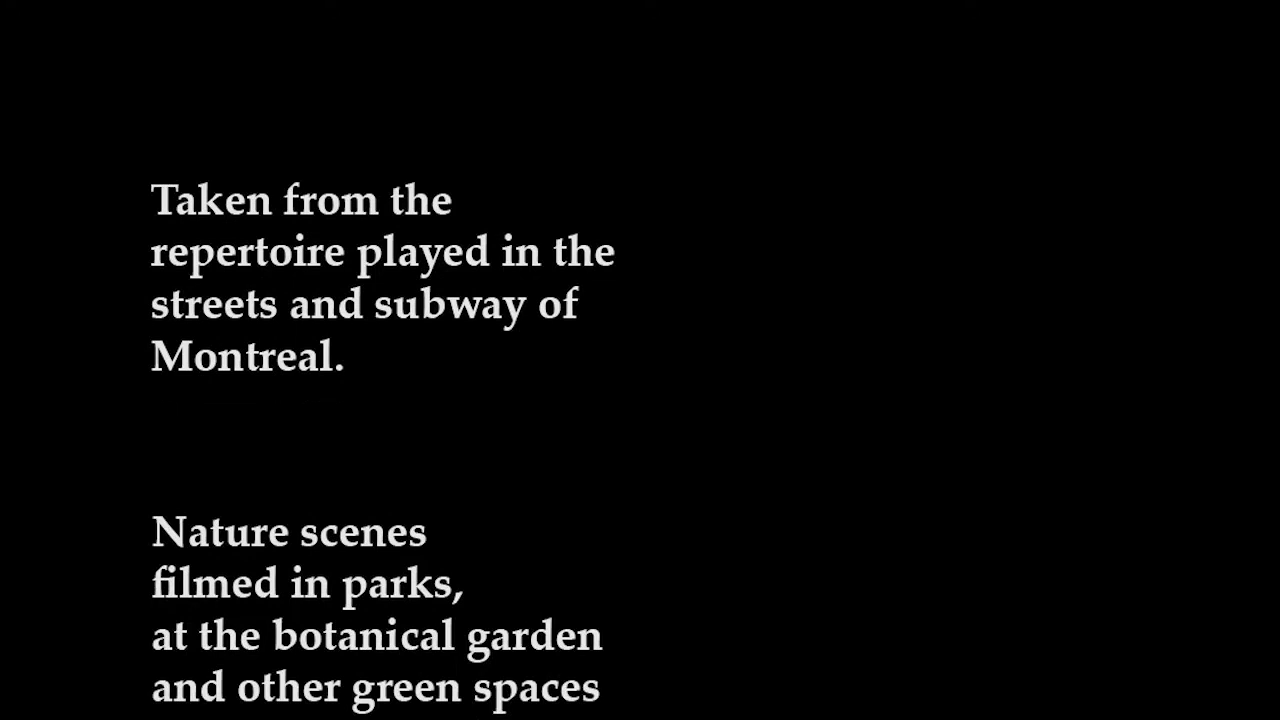 Taken from the
repertoire played in the
streets and subway of
Montreal.
Nature scenes
filmed in parks,
at the botanical garden
and other green spaces